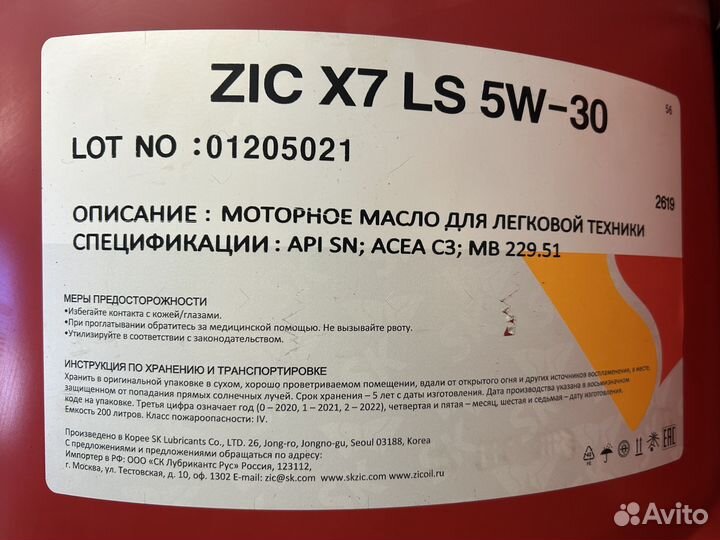 ZIC X7 LS 5W-30
56
LOT NO :01205021
2619
ОПИСАНИЕ : МОТОРНОЕ МАСЛО ДЛЯ ЛЕГКОВОЙ ТЕХНИКИ
СПЕЦИФИКАЦИИ : API SN; ACEA C3; MB 229.51
МЕРЫ ПРЕДОСТОРОЖНОСТИ
•Избегайте контакта с кожей/глазами.
•При проглатывании обратитесь за медицинской помощью. Не вызывайте рвоту.
•Утилизируйте в соответствии с законодательством.
ИНСТРУКЦИЯ ПО ХРАНЕНИЮ И ТРАНСПОРТИРОВКЕ
Хранить в оригинальной упаковке в сухом, хорошо проветриваемом помещении, вдали от открытого огня и других источников воспламенения, в месте,
защищенном от попадания прямых солнечных лучей. Срок хранения – 5 лет с даты изготовления. Дата производства указана в восьмизначном
коде на упаковке. Третья цифра означает год (0 – 2020, 1 – 2021, 2 – 2022), четвертая и пятая – месяц, шестая и седьмая – дату изготовления.
Емкость 200 литров. Класс пожароопасности: IV.
Произведено в Корее SK Lubricants Co., LTD. 26, Jong-ro, Jongno-gu, Seoul 03188, Korea
С предложениями и предложениями обращаться по адресу:
Импортер в РФ: ООО «СК Лубрикантс Рус» Россия, 123112,
г. Москва, ул. Тестовская, д. 10, оф. 1302 E-mail: zic@sk.com www.skzic.com www.zicoil.ru
EAC
Avito